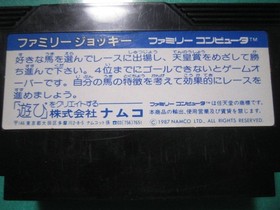 ファミリー ジョッキー ファミリー コンピュータ™
好きな馬を選んでレースに出場し、天皇賞をめざして勝
ち進んで下さい。4位までにゴールできないとゲームオ
ーバーです。自分の馬の特徴を考えて効果的にレースを
進めましょう。
「遊び」をクリエイトする 株式会社 ナムコ
ファミリー コンピュータ は任天堂の商標です。
© 1987 NAMCO LTD., ALL RIGHTS RESERVED.